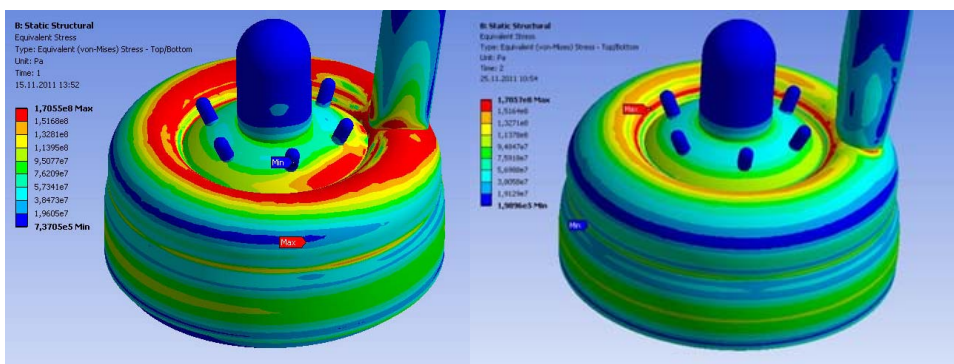 B: Static Structural
Equivalent Stress
Type: Equivalent (von-Mises) Stress - Top/Bottom
Unit: Pa
Time: 1
15.11.2011 13:52
1,7055e8 Max
1,5168e8
1,3281e8
1,1395e8
9,5077e7
7,6209e7
5,7341e7
3,8473e7
1,9605e7
7,3705e5 Min
Min
Max
B: Static Structural
Equivalent Stress
Type: Equivalent (von-Mises) Stress - Top/Bottom
Unit: Pa
Time: 2
25.11.2011 10:54
1,7057e8 Max
1,5164e8
1,3271e8
1,1378e8
9,4847e7
7,5918e7
5,6988e7
3,8058e7
1,9129e7
1,9896e5 Min
Max
Min